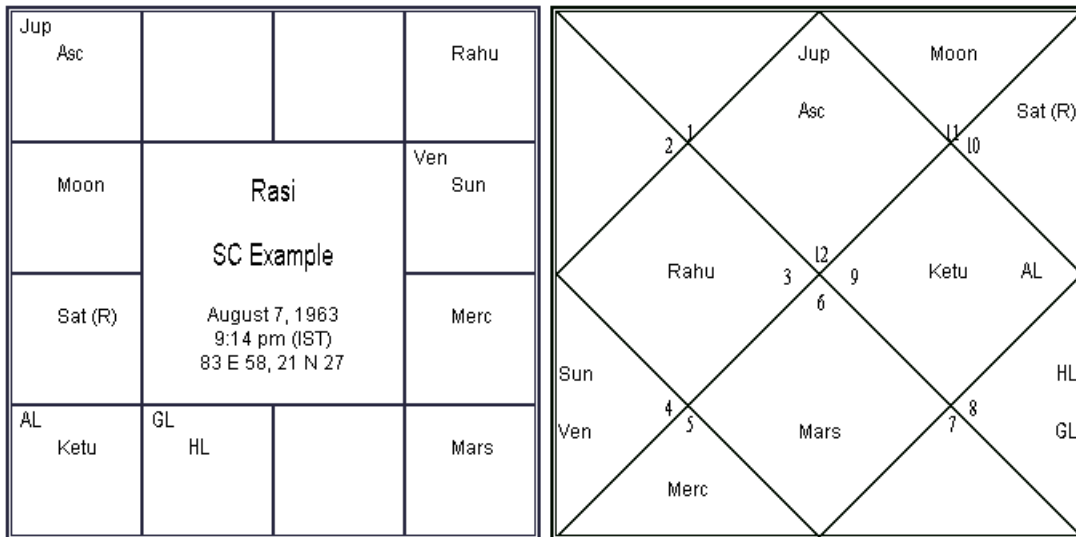 Jup
Asc
Rahu
Moon
Rasi
SC Example
August 7, 1963
9:14 pm (IST)
83 E 58, 21 N 27
Ven
Sun
Sat (R)
Merc
AL
Ketu
GL
HL
Mars
Jup
Moon
Asc
Sat (R)
1
11
2
10
12
Rahu
3
9
Ketu
AL
6
Sun
HL
4
8
5
7
Ven
Mars
GL
Merc